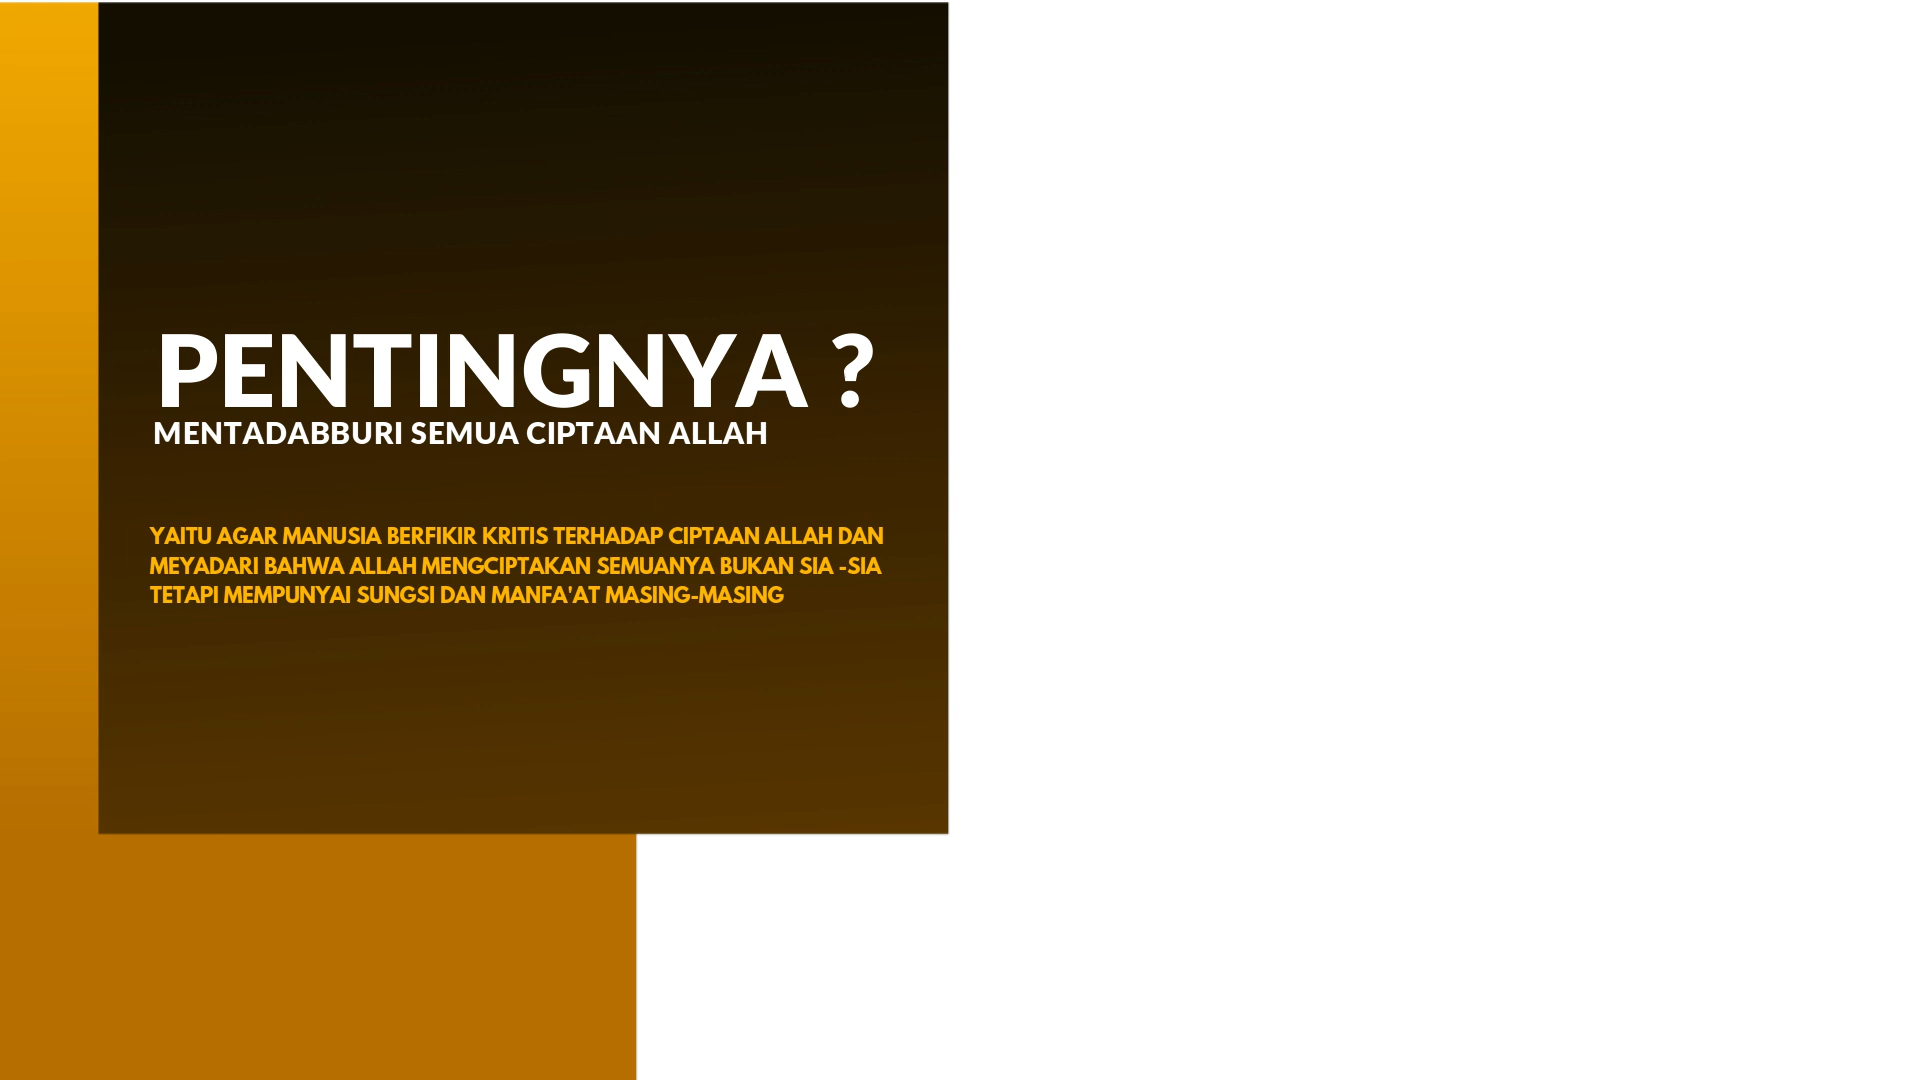 PENTINGNYA ?
MENTADABBURI SEMUA CIPTAAN ALLAH
YAITU AGAR MANUSIA BERFIKIR KRITIS TERHADAP CIPTAAN ALLAH DAN
MEYADARI BAHWA ALLAH MENGCIPTAKAN SEMUANYA BUKAN SIA -SIA
TETAPI MEMPUNYAI SUNGSI DAN MANFA'AT MASING-MASING